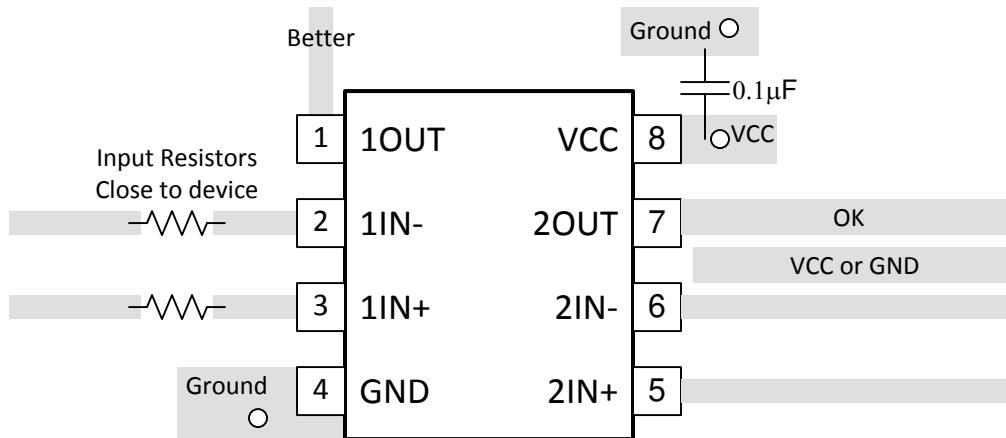 Better
Ground
0.1µF
1
1OUT
VCC
8
VCC
Input Resistors
Close to device
2
1IN-
2OUT
7
OK
VCC or GND
3
1IN+
2IN-
6
Ground
4
GND
2IN+
5